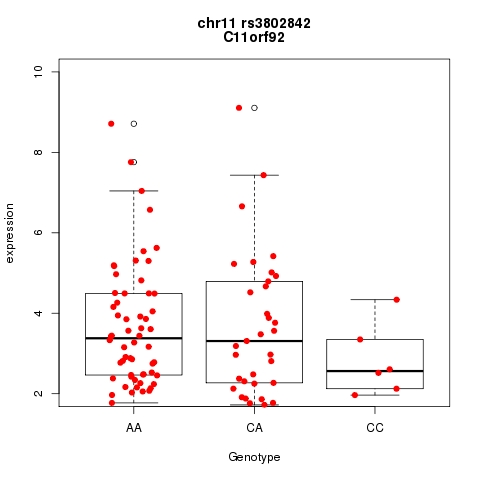 chr11 rs3802842
C11orf92
10
8
6
4
2
expression
AA
CA
CC
Genotype